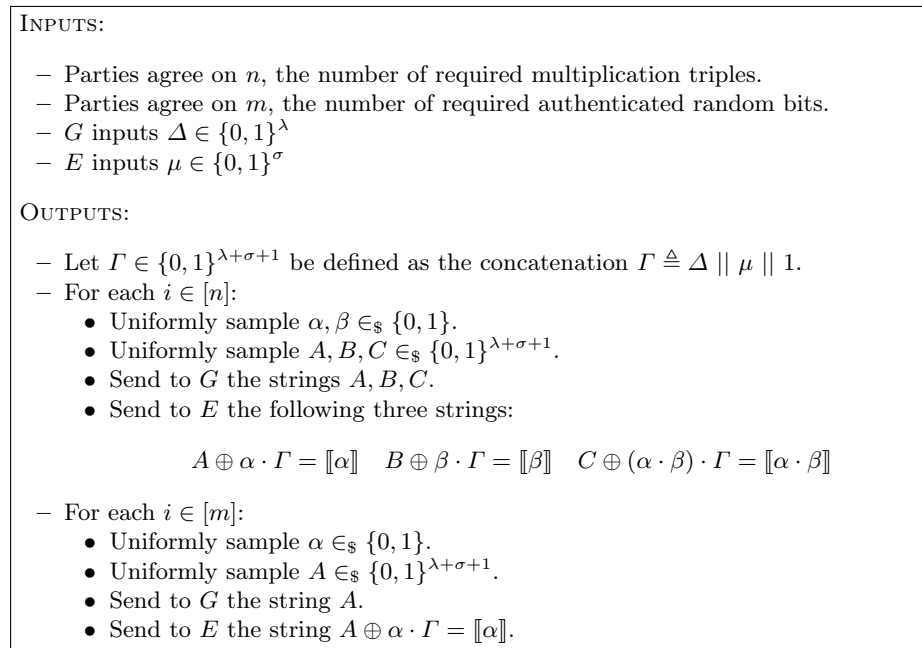 INPUTS:
– Parties agree on n, the number of required multiplication triples.
– Parties agree on m, the number of required authenticated random bits.
– G inputs Δ ∈ {0, 1}^λ
– E inputs μ ∈ {0, 1}^σ
OUTPUTS:
– Let Γ ∈ {0, 1}^{λ+σ+1} be defined as the concatenation Γ ≜ Δ || μ || 1.
– For each i ∈ [n]:
• Uniformly sample α, β ∈_$ {0, 1}.
• Uniformly sample A, B, C ∈_$ {0, 1}^{λ+σ+1}.
• Send to G the strings A, B, C.
• Send to E the following three strings:
A ⊕ α · Γ = ⟦α⟧ B ⊕ β · Γ = ⟦β⟧ C ⊕ (α · β) · Γ = ⟦α · β⟧
– For each i ∈ [m]:
• Uniformly sample α ∈_$ {0, 1}.
• Uniformly sample A ∈_$ {0, 1}^{λ+σ+1}.
• Send to G the string A.
• Send to E the string A ⊕ α · Γ = ⟦α⟧.